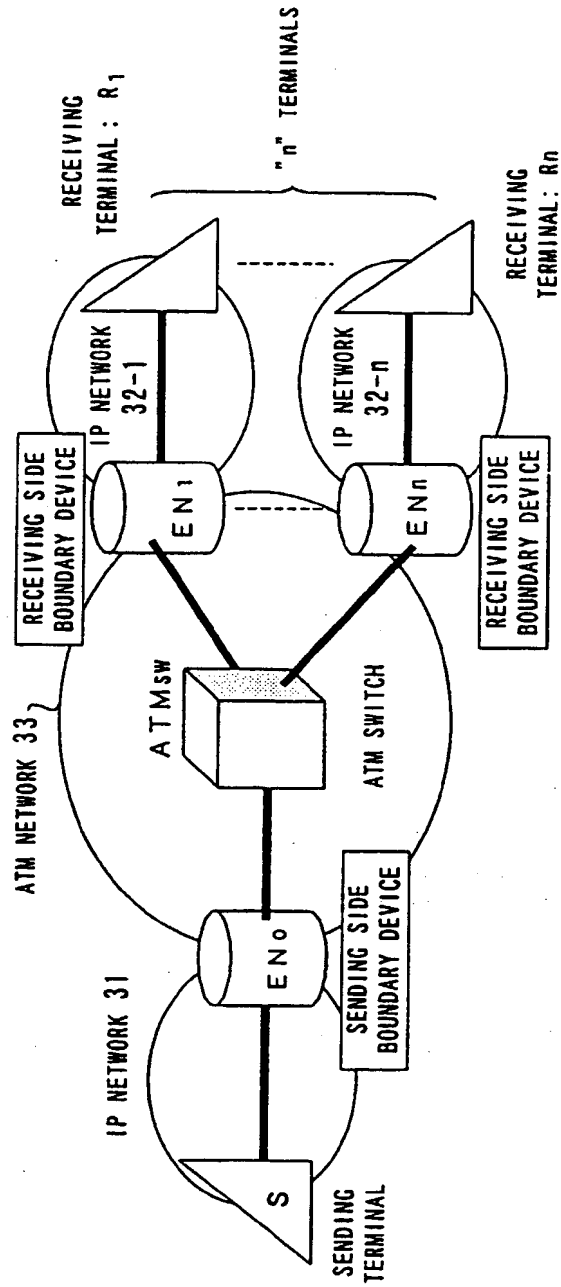 ATM NETWORK 33
IP NETWORK 31
S
SENDING
TERMINAL
EN0
SENDING SIDE
BOUNDARY DEVICE
ATMSW
ATM SWITCH
RECEIVING SIDE
BOUNDARY DEVICE
EN1
IP NETWORK
32-1
RECEIVING
TERMINAL: R1
"n" TERMINALS
ENn
IP NETWORK
32-n
RECEIVING SIDE
BOUNDARY DEVICE
RECEIVING
TERMINAL: Rn